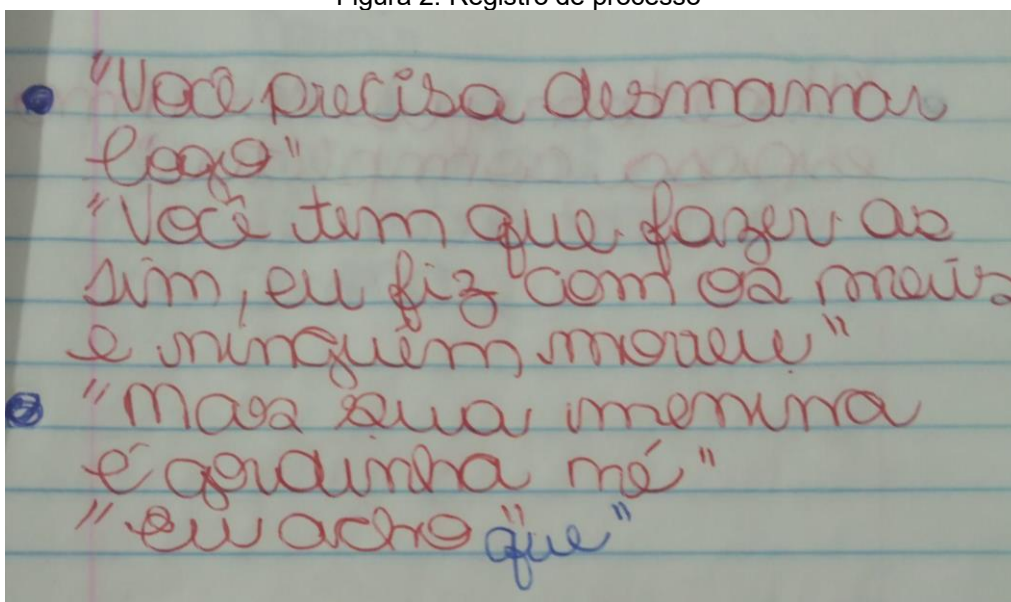 Figura 2. Registro de processo
"Você precisa desmamar
logo"
"Você tem que fazer as
sim, eu fiz com os meus
e ninguém morreu"
"Mas sua menina
é gordinha né"
"eu acho" que"